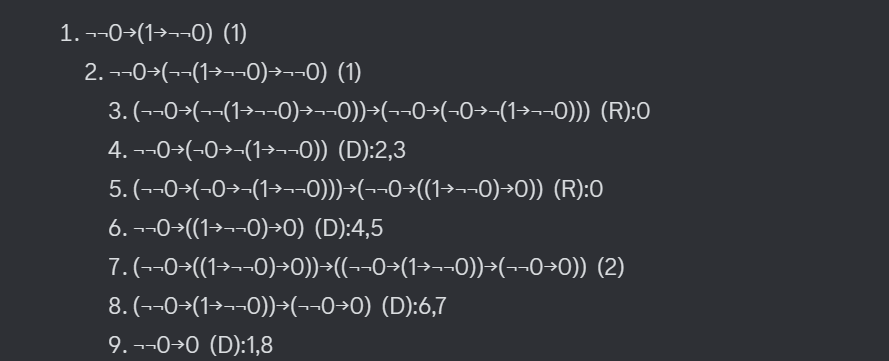 1. ¬¬0→(1→¬¬0) (1)
2. ¬¬0→(¬¬(1→¬¬0)→¬¬0) (1)
3. (¬¬0→(¬¬(1→¬¬0)→¬¬0))→(¬¬0→(¬0→¬(1→¬¬0))) (R):0
4. ¬¬0→(¬0→¬(1→¬¬0)) (D):2,3
5. (¬¬0→(¬0→¬(1→¬¬0)))→(¬¬0→((1→¬¬0)→0)) (R):0
6. ¬¬0→((1→¬¬0)→0) (D):4,5
7. (¬¬0→((1→¬¬0)→0))→((¬¬0→(1→¬¬0))→(¬¬0→0)) (2)
8. (¬¬0→(1→¬¬0))→(¬¬0→0) (D):6,7
9. ¬¬0→0 (D):1,8